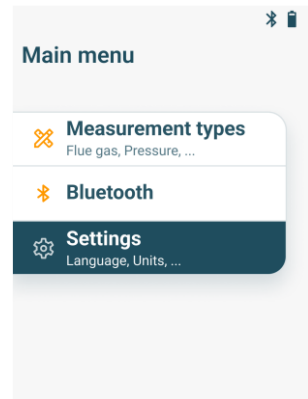 Main menu
Measurement types
Flue gas, Pressure, ...
Bluetooth
Settings
Language, Units, ...